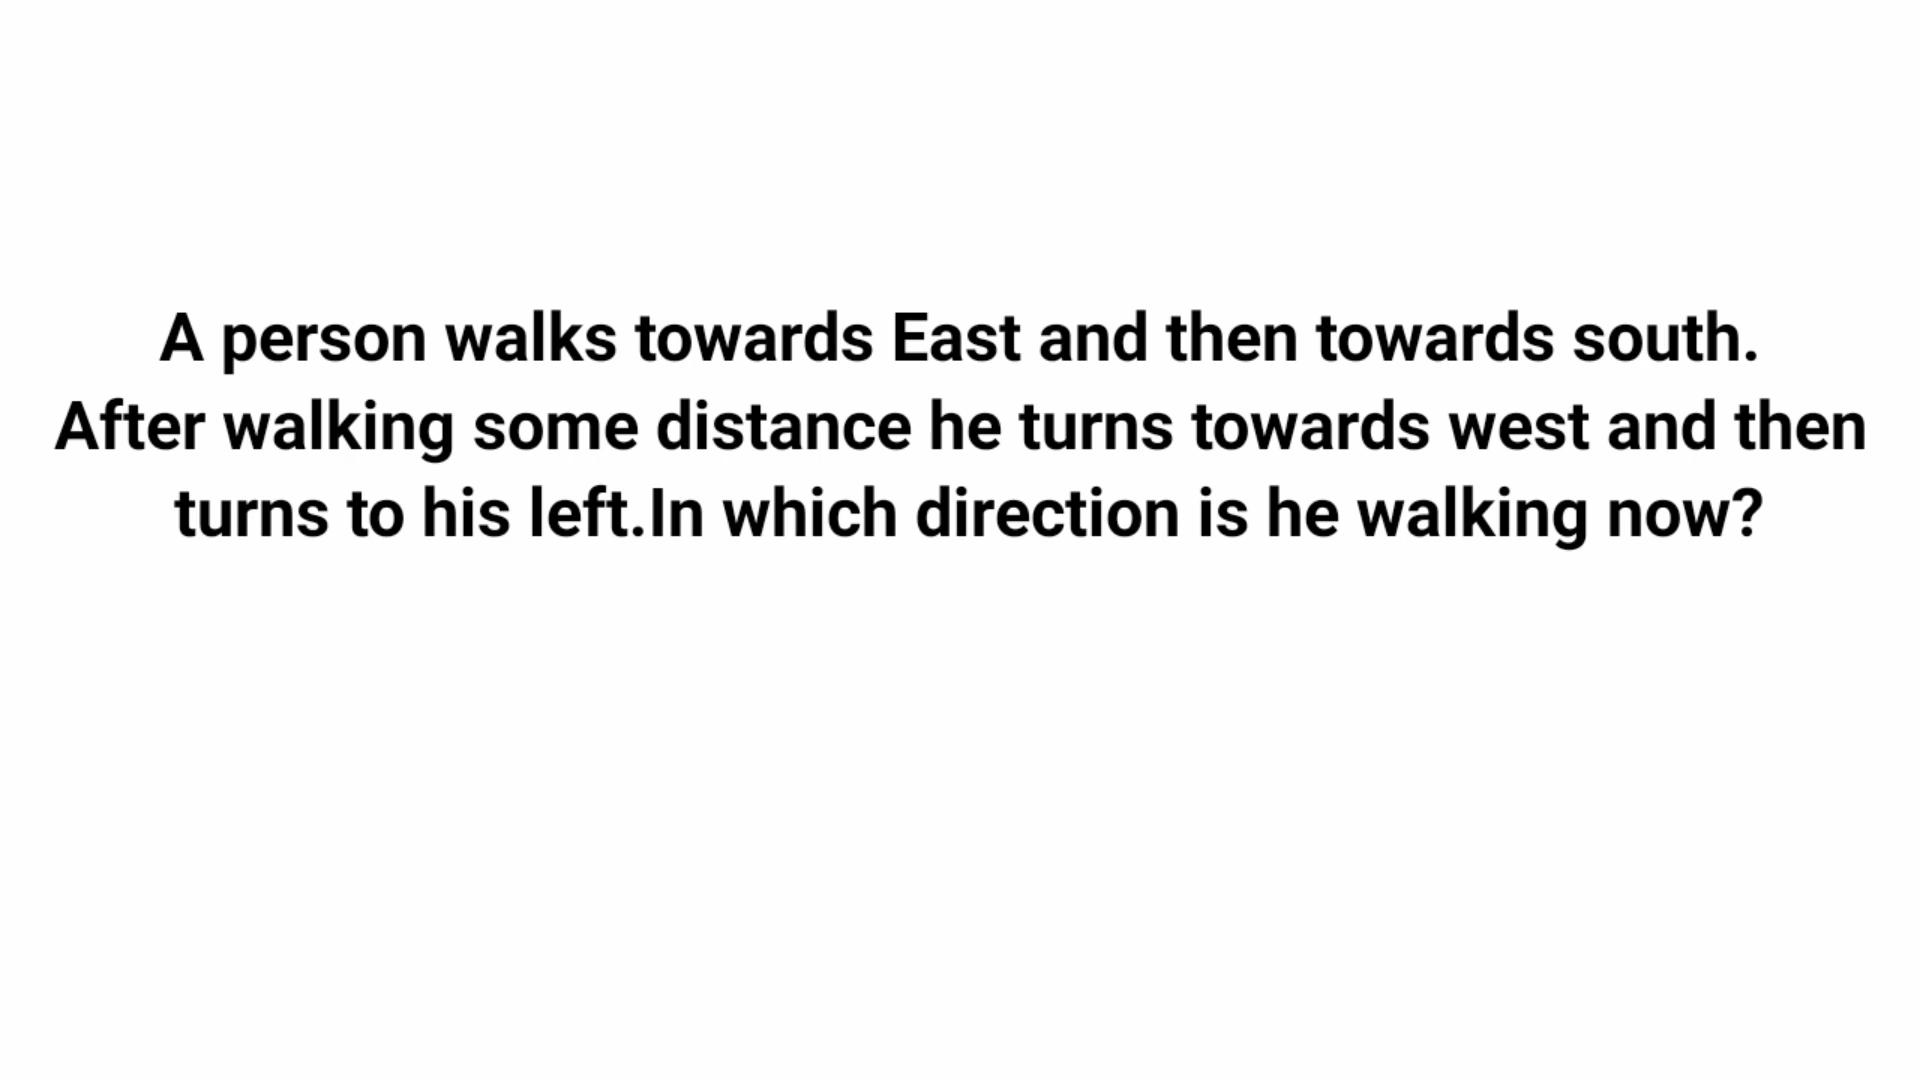 A person walks towards East and then towards south.
After walking some distance he turns towards west and then
turns to his left.In which direction is he walking now?